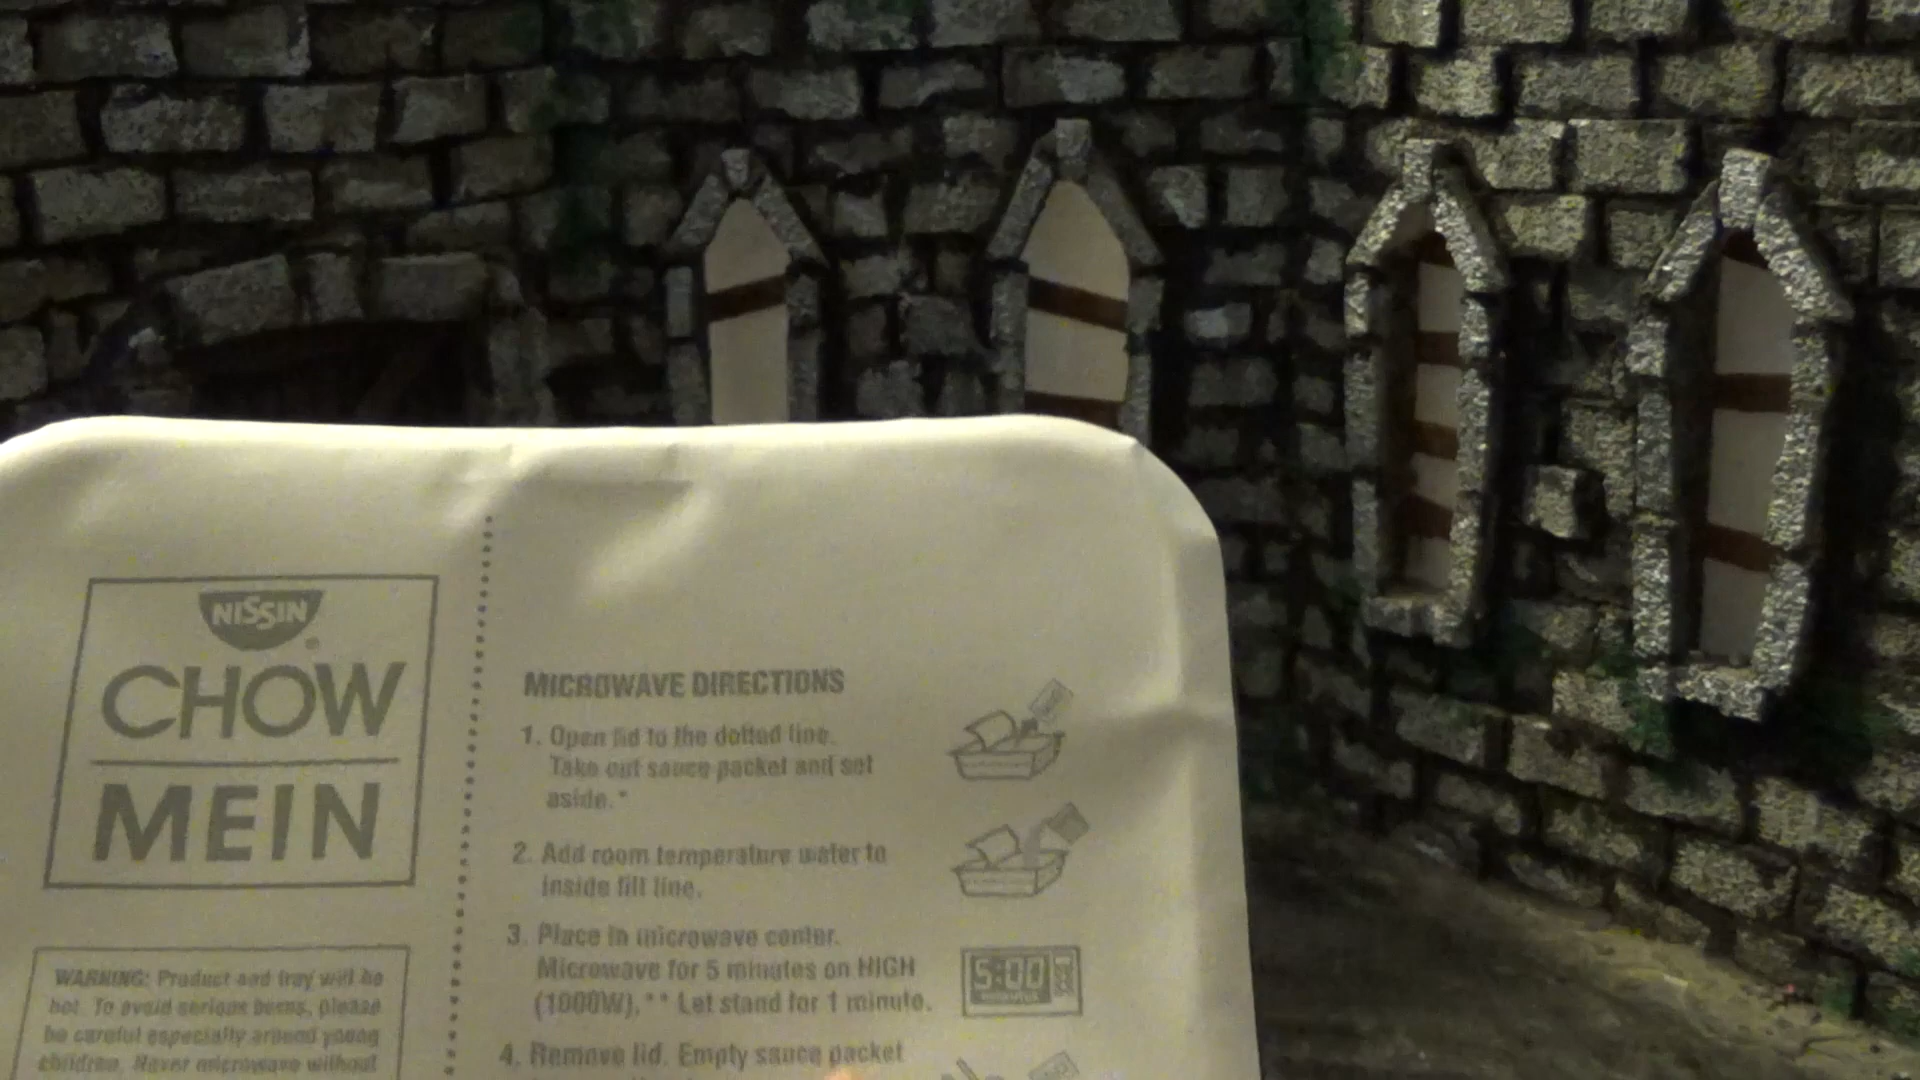 NISSIN
®
CHOW
MEIN
WARNING: Product and tray will be
hot. To avoid serious burns, please
be careful especially around young
children. Never microwave without
MICROWAVE DIRECTIONS
1. Open lid to the dotted line.
Take out sauce packet and set
aside.*
2. Add room temperature water to
inside fill line.
3. Place in microwave center.
Microwave for 5 minutes on HIGH
(1000W).** Let stand for 1 minute.
5:00
4. Remove lid. Empty sauce packet